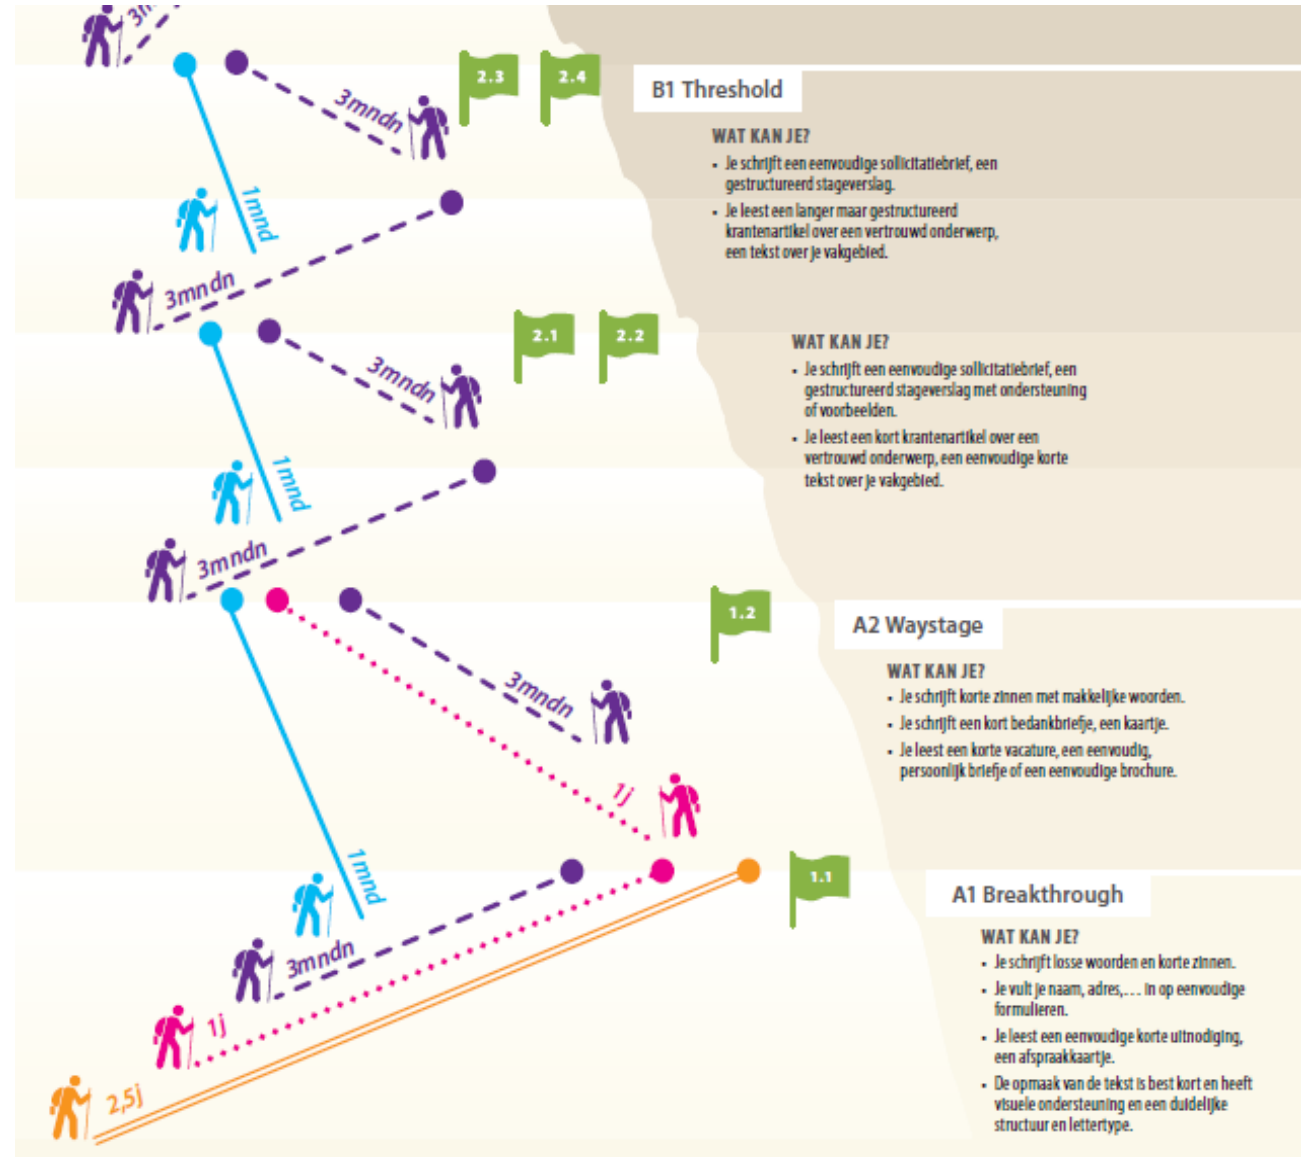 3mn
2.3
2.4
B1 Threshold
3mndn
WAT KAN JE?
• Je schrijft een eenvoudige sollicitatiebrief, een
gestructureerd stageverslag.
• Je leest een langer maar gestructureerd
krantenartikel over een vertrouwd onderwerp,
een tekst over je vakgebied.
1mnd
3mndn
2.1
2.2
WAT KAN JE?
• Je schrijft een eenvoudige sollicitatiebrief, een
gestructureerd stageverslag met ondersteuning
of voorbeelden.
• Je leest een kort krantenartikel over een
vertrouwd onderwerp, een eenvoudige korte
tekst over je vakgebied.
3mndn
1mnd
3mndn
1.2
A2 Waystage
WAT KAN JE?
• Je schrijft korte zinnen met makkelijke woorden.
• Je schrijft een kort bedankbriefje, een kaartje.
• Je leest een korte vacature, een eenvoudig,
persoonlijk briefje of een eenvoudige brochure.
3mndn
1j
1mnd
1.1
A1 Breakthrough
WAT KAN JE?
• Je schrijft losse woorden en korte zinnen.
• Je vult je naam, adres,... in op eenvoudige
formulieren.
• Je leest een eenvoudige korte uitnodiging,
een afspraakkaartje.
• De opmaak van de tekst is best kort en heeft
visuele ondersteuning en een duidelijke
structuur en lettertype.
3mndn
1j
2,5j